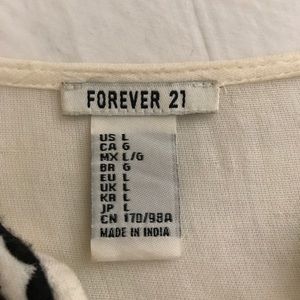 FOREVER 21
US L
CA G
MX L/G
BR G
EU L
UK L
KR L
JP L
CN 170/98A
MADE IN INDIA